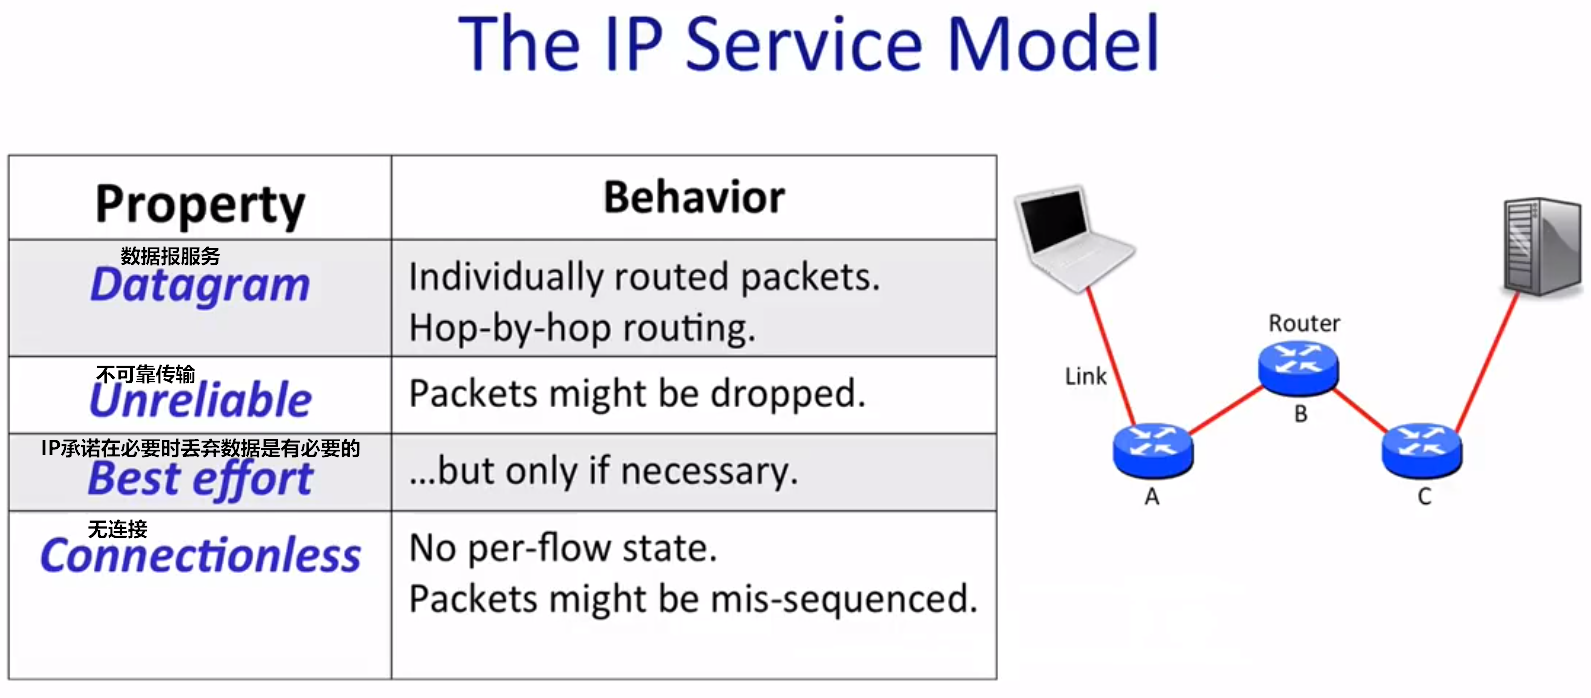 The IP Service Model
Property
Behavior
数据报服务
Datagram
Individually routed packets.
Hop-by-hop routing.
不可靠传输
Unreliable
Packets might be dropped.
IP承诺在必要时丢弃数据是有必要的
Best effort
...but only if necessary.
无连接
Connectionless
No per-flow state.
Packets might be mis-sequenced.
Router
Link
B
A
C